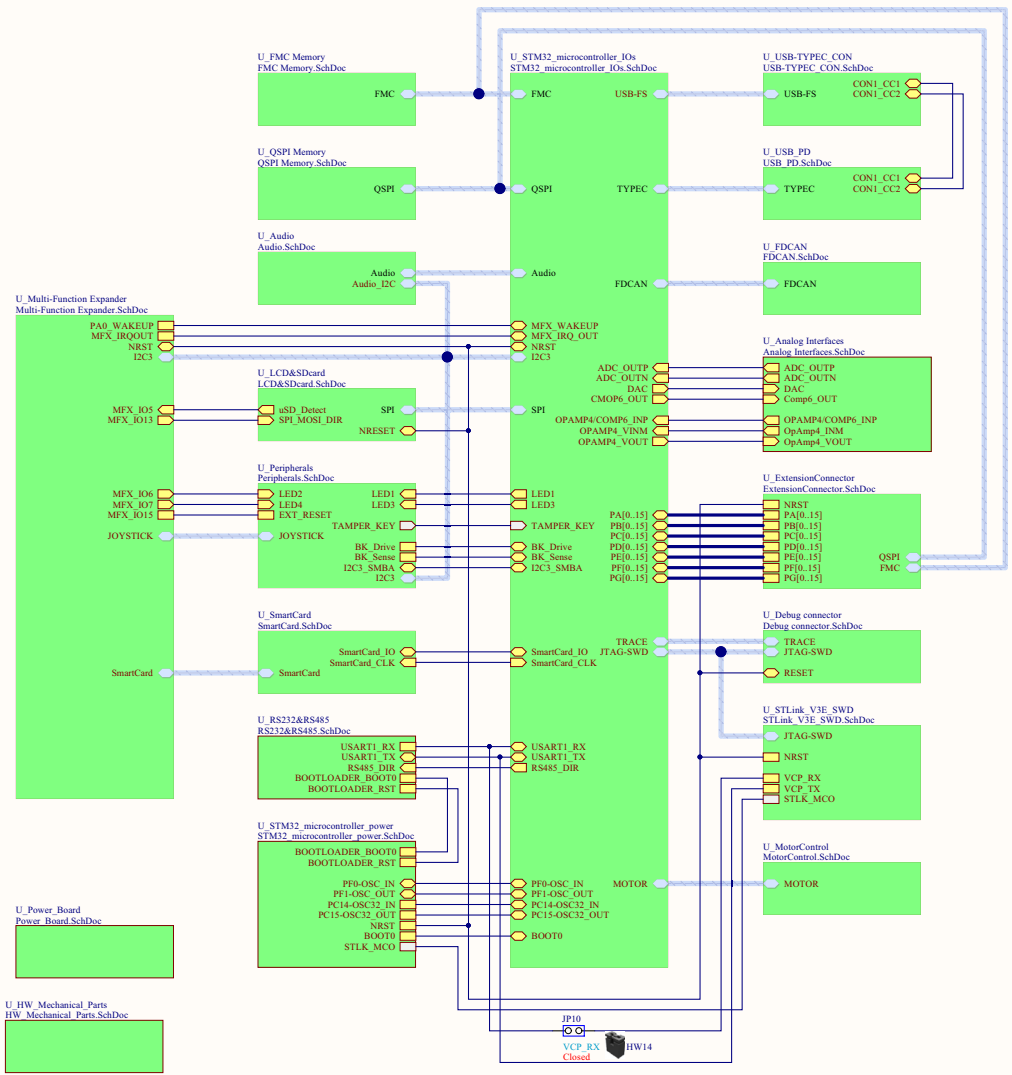 U_FMC Memory
FMC Memory.SchDoc
FMC
U_QSPI Memory
QSPI Memory.SchDoc
QSPI
U_Audio
Audio.SchDoc
Audio
Audio_I2C
U_Multi-Function Expander
Multi-Function Expander.SchDoc
PA0_WAKEUP
MFX_IRQOUT
NRST
I2C3
MFX_IO5
MFX_IO13
MFX_IO6
MFX_IO7
MFX_IO15
JOYSTICK
SmartCard
U_LCD&SDcard
LCD&SDcard.SchDoc
uSD_Detect
SPI_MOSI_DIR
SPI
NRESET
U_Peripherals
Peripherals.SchDoc
LED2
LED4
EXT_RESET
JOYSTICK
LED1
LED3
TAMPER_KEY
BK_Drive
BK_Sense
I2C3_SMBA
I2C3
U_SmartCard
SmartCard.SchDoc
SmartCard_IO
SmartCard_CLK
SmartCard
U_RS232&RS485
RS232&RS485.SchDoc
USART1_RX
USART1_TX
RS485_DIR
BOOTLOADER_BOOT0
BOOTLOADER_RST
U_STM32_microcontroller_power
STM32_microcontroller_power.SchDoc
BOOTLOADER_BOOT0
BOOTLOADER_RST
PF0-OSC_IN
PF1-OSC_OUT
PC14-OSC32_IN
PC15-OSC32_OUT
NRST
BOOT0
STLK_MCO
U_Power_Board
Power_Board.SchDoc
U_HW_Mechanical_Parts
HW_Mechanical_Parts.SchDoc
U_STM32_microcontroller_IOs
STM32_microcontroller_IOs.SchDoc
FMC
QSPI
Audio
MFX_WAKEUP
MFX_IRQ_OUT
NRST
I2C3
SPI
LED1
LED3
TAMPER_KEY
BK_Drive
BK_Sense
I2C3_SMBA
SmartCard_IO
SmartCard_CLK
USART1_RX
USART1_TX
RS485_DIR
PF0-OSC_IN
PF1-OSC_OUT
PC14-OSC32_IN
PC15-OSC32_OUT
BOOT0
USB-FS
TYPEC
FDCAN
ADC_OUTP
ADC_OUTN
DAC
CMOP6_OUT
OPAMP4/COMP6_INP
OPAMP4_VINM
OPAMP4_VOUT
PA[0..15]
PB[0..15]
PC[0..15]
PD[0..15]
PE[0..15]
PF[0..15]
PG[0..15]
TRACE
JTAG-SWD
MOTOR
U_USB-TYPEC_CON
USB-TYPEC_CON.SchDoc
CON1_CC1
CON1_CC2
USB-FS
U_USB_PD
USB_PD.SchDoc
CON1_CC1
CON1_CC2
TYPEC
U_FDCAN
FDCAN.SchDoc
FDCAN
U_Analog Interfaces
Analog Interfaces.SchDoc
ADC_OUTP
ADC_OUTN
DAC
Comp6_OUT
OPAMP4/COMP6_INP
OpAmp4_INM
OpAmp4_VOUT
U_ExtensionConnector
ExtensionConnector.SchDoc
NRST
PA[0..15]
PB[0..15]
PC[0..15]
PD[0..15]
PE[0..15]
PF[0..15]
PG[0..15]
QSPI
FMC
U_Debug connector
Debug connector.SchDoc
TRACE
JTAG-SWD
RESET
U_STLink_V3E_SWD
STLink_V3E_SWD.SchDoc
JTAG-SWD
NRST
VCP_RX
VCP_TX
STLK_MCO
U_MotorControl
MotorControl.SchDoc
MOTOR
JP10
VCP_RX
Closed
HW14